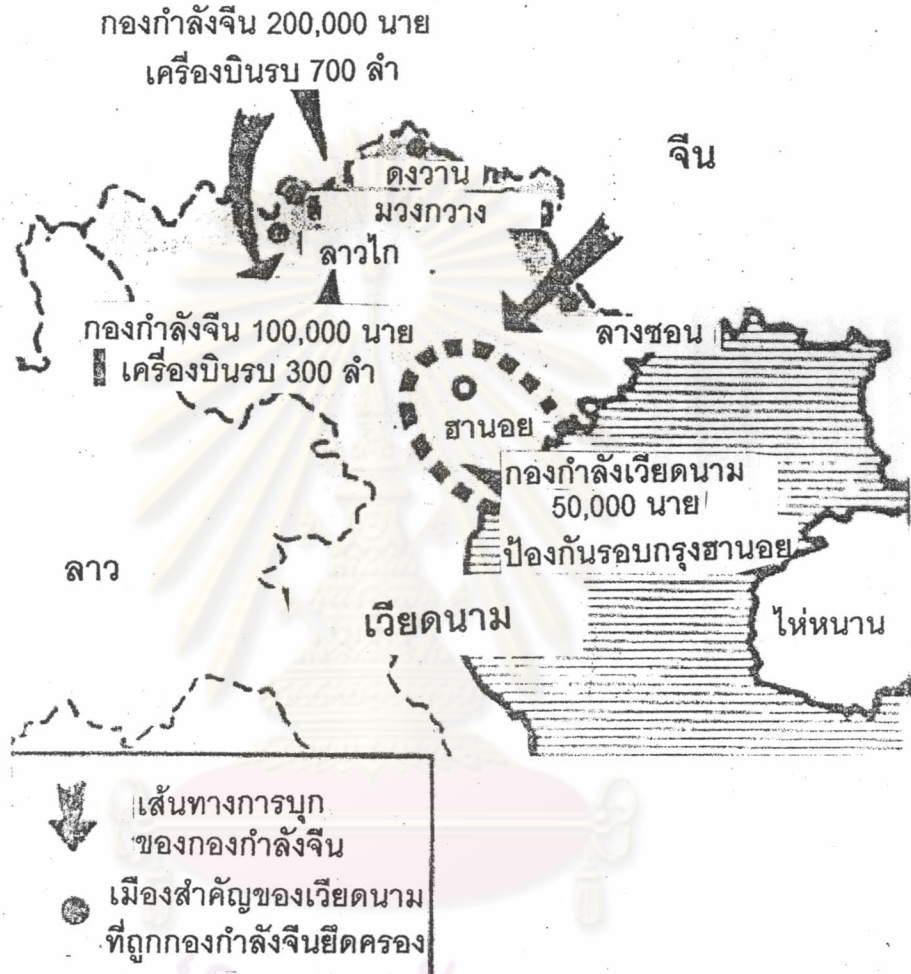 กองกำลังจีน 200,000 นาย
เครื่องบินรบ 700 ลำ
จีน
ดงวาน
มวงกวาง
ลาวไก
กองกำลังจีน 100,000 นาย
เครื่องบินรบ 300 ลำ
ลางซอน
ฮานอย
กองกำลังเวียดนาม
50,000 นาย
ป้องกันรอบกรุงฮานอย
ลาว
เวียดนาม
ไห่หนาน
เส้นทางการบุก
ของกองกำลังจีน
เมืองสำคัญของเวียดนาม
ที่ถูกกองกำลังจีนยึดครอง